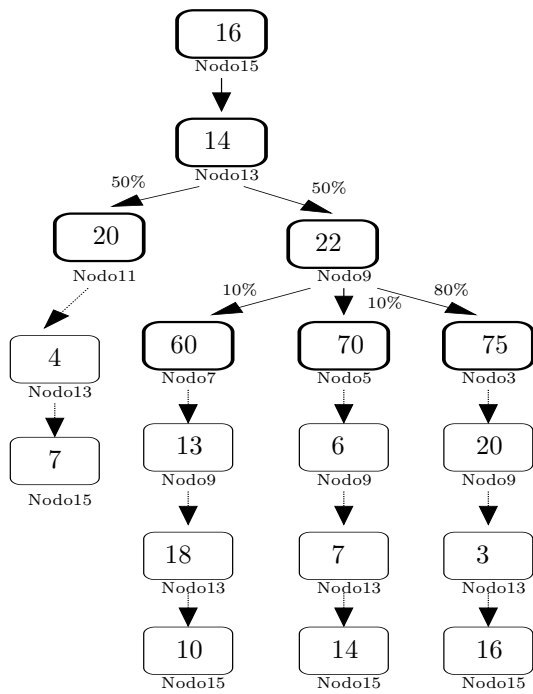 16
Nodo15
14
Nodo13
50% 50%
20 22
Nodo11 Nodo9
10% 10% 80%
60 70 75
4
Nodo7 Nodo5 Nodo3
Nodo13
13 6 20
7
Nodo9 Nodo9 Nodo9
Nodo15
18 7 3
Nodo13 Nodo13 Nodo13
10 14 16
Nodo15 Nodo15 Nodo15